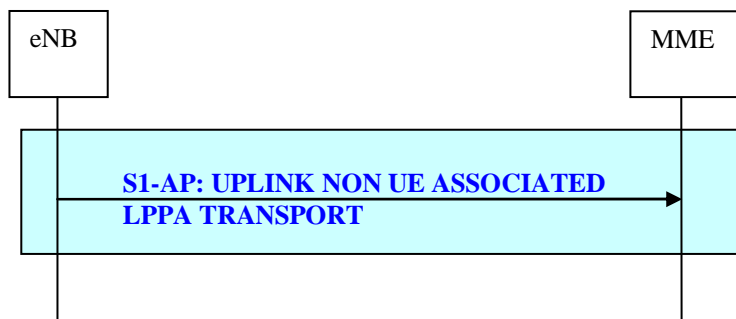 eNB
MME
S1-AP: UPLINK NON UE ASSOCIATED
LPPA TRANSPORT